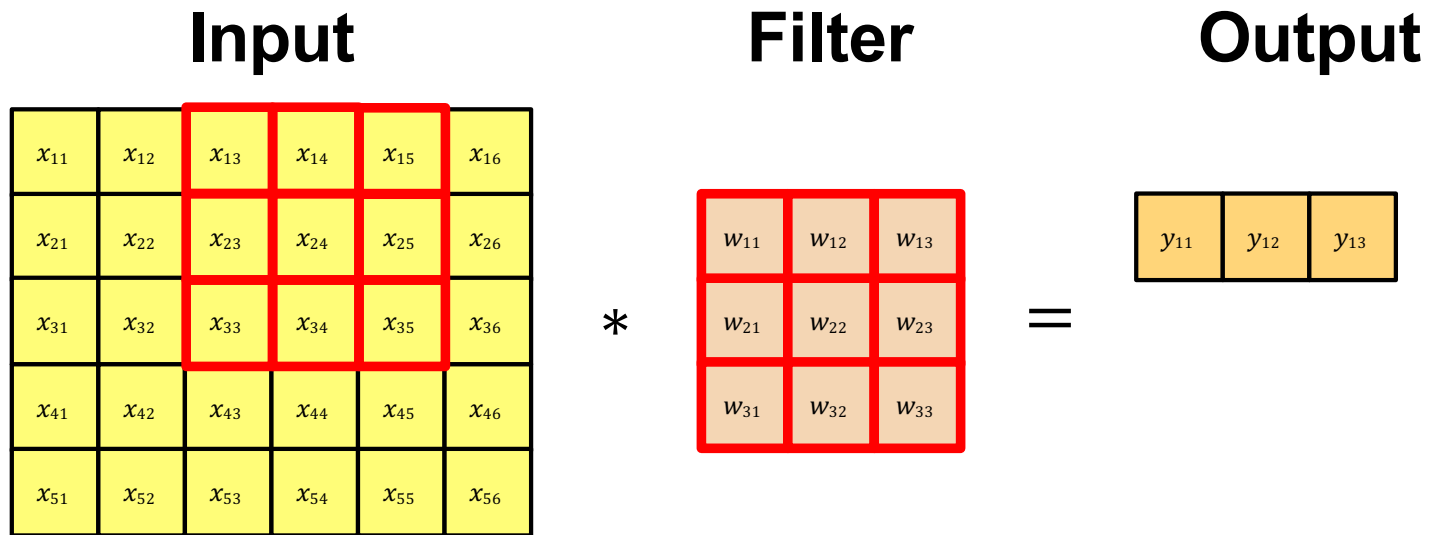 Input Filter Output
x₁₁ x₁₂ x₁₃ x₁₄ x₁₅ x₁₆
x₂₁ x₂₂ x₂₃ x₂₄ x₂₅ x₂₆ w₁₁ w₁₂ w₁₃ y₁₁ y₁₂ y₁₃
x₃₁ x₃₂ x₃₃ x₃₄ x₃₅ x₃₆ * w₂₁ w₂₂ w₂₃ =
x₄₁ x₄₂ x₄₃ x₄₄ x₄₅ x₄₆ w₃₁ w₃₂ w₃₃
x₅₁ x₅₂ x₅₃ x₅₄ x₅₅ x₅₆